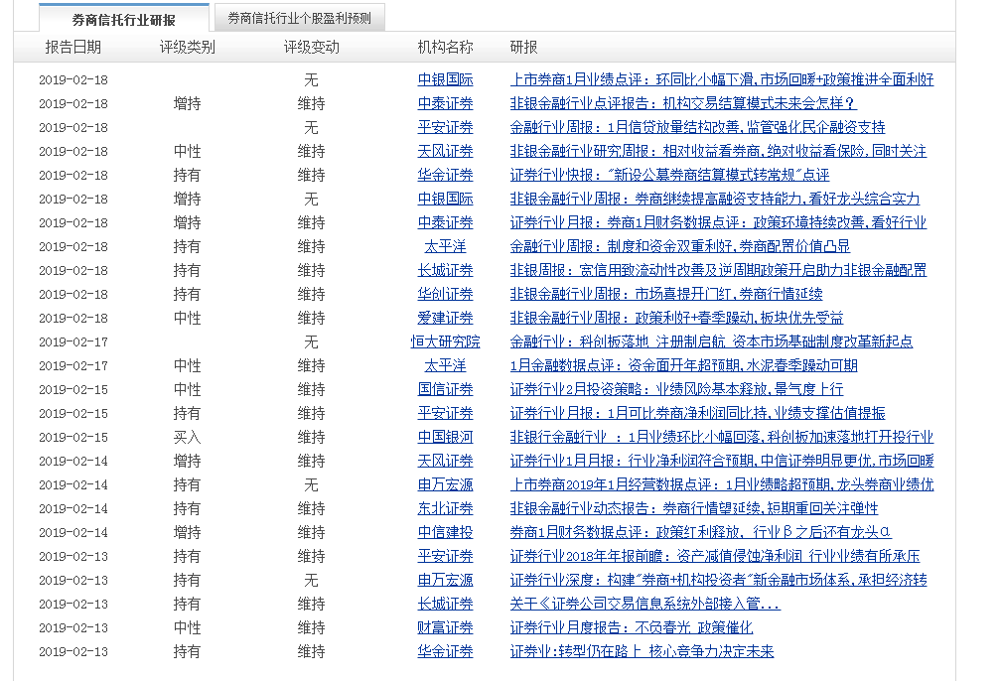 券商信托行业研报 券商信托行业个股盈利预测
报告日期 评级类别 评级变动 机构名称 研报
2019-02-18 无 中银国际 上市券商1月业绩点评：环同比小幅下滑,市场回暖+政策推进全面利好
2019-02-18 增持 维持 中泰证券 非银金融行业点评报告：机构交易结算模式未来会怎样？
2019-02-18 无 平安证券 金融行业周报：1月信贷放量结构改善,监管强化民企融资支持
2019-02-18 中性 维持 天风证券 非银金融行业研究周报：相对收益看券商,绝对收益看保险,同时关注
2019-02-18 持有 维持 华金证券 证券行业快报："新设公募券商结算模式转常规"点评
2019-02-18 增持 无 中银国际 非银金融行业周报：券商继续提高融资支持能力,看好龙头综合实力
2019-02-18 增持 维持 中泰证券 证券行业月报：券商1月财务数据点评：政策环境持续改善,看好行业
2019-02-18 持有 维持 太平洋 金融行业周报：制度和资金双重利好,券商配置价值凸显
2019-02-18 持有 维持 长城证券 非银周报：宽信用致流动性改善及逆周期政策开启助力非银金融配置
2019-02-18 持有 维持 华创证券 非银金融行业周报：市场喜提开门红,券商行情延续
2019-02-18 中性 维持 爱建证券 非银金融行业周报：政策利好+春季躁动,板块优先受益
2019-02-17 无 恒大研究院 金融行业：科创板落地 注册制启航 资本市场基础制度改革新起点
2019-02-17 中性 维持 太平洋 1月金融数据点评：资金面开年超预期,水泥春季躁动可期
2019-02-15 中性 维持 国信证券 证券行业2月投资策略：业绩风险基本释放,景气度上行
2019-02-15 持有 维持 平安证券 证券行业月报：1月可比券商净利润同比持,业绩支撑估值提振
2019-02-15 买入 维持 中国银河 非银行金融行业 ：1月业绩环比小幅回落,科创板加速落地打开投行业
2019-02-14 增持 维持 天风证券 证券行业1月月报：行业净利润符合预期,中信证券明显更优,市场回暖
2019-02-14 持有 无 申万宏源 上市券商2019年1月经营数据点评：1月业绩略超预期,龙头券商业绩优
2019-02-14 持有 维持 东北证券 非银金融行业动态报告：券商行情望延续,短期重回关注弹性
2019-02-14 增持 维持 中信建投 券商1月财务数据点评：政策红利释放, 行业β之后还有龙头α
2019-02-13 持有 维持 平安证券 证券行业2018年年报前瞻：资产减值侵蚀净利润 行业业绩有所承压
2019-02-13 持有 无 申万宏源 证券行业深度：构建"券商+机构投资者"新金融市场体系,承担经济转
2019-02-13 持有 维持 长城证券 关于《证券公司交易信息系统外部接入管...
2019-02-13 中性 维持 财富证券 证券行业月度报告：不负春光 政策催化
2019-02-13 持有 维持 华金证券 证券业:转型仍在路上 核心竞争力决定未来